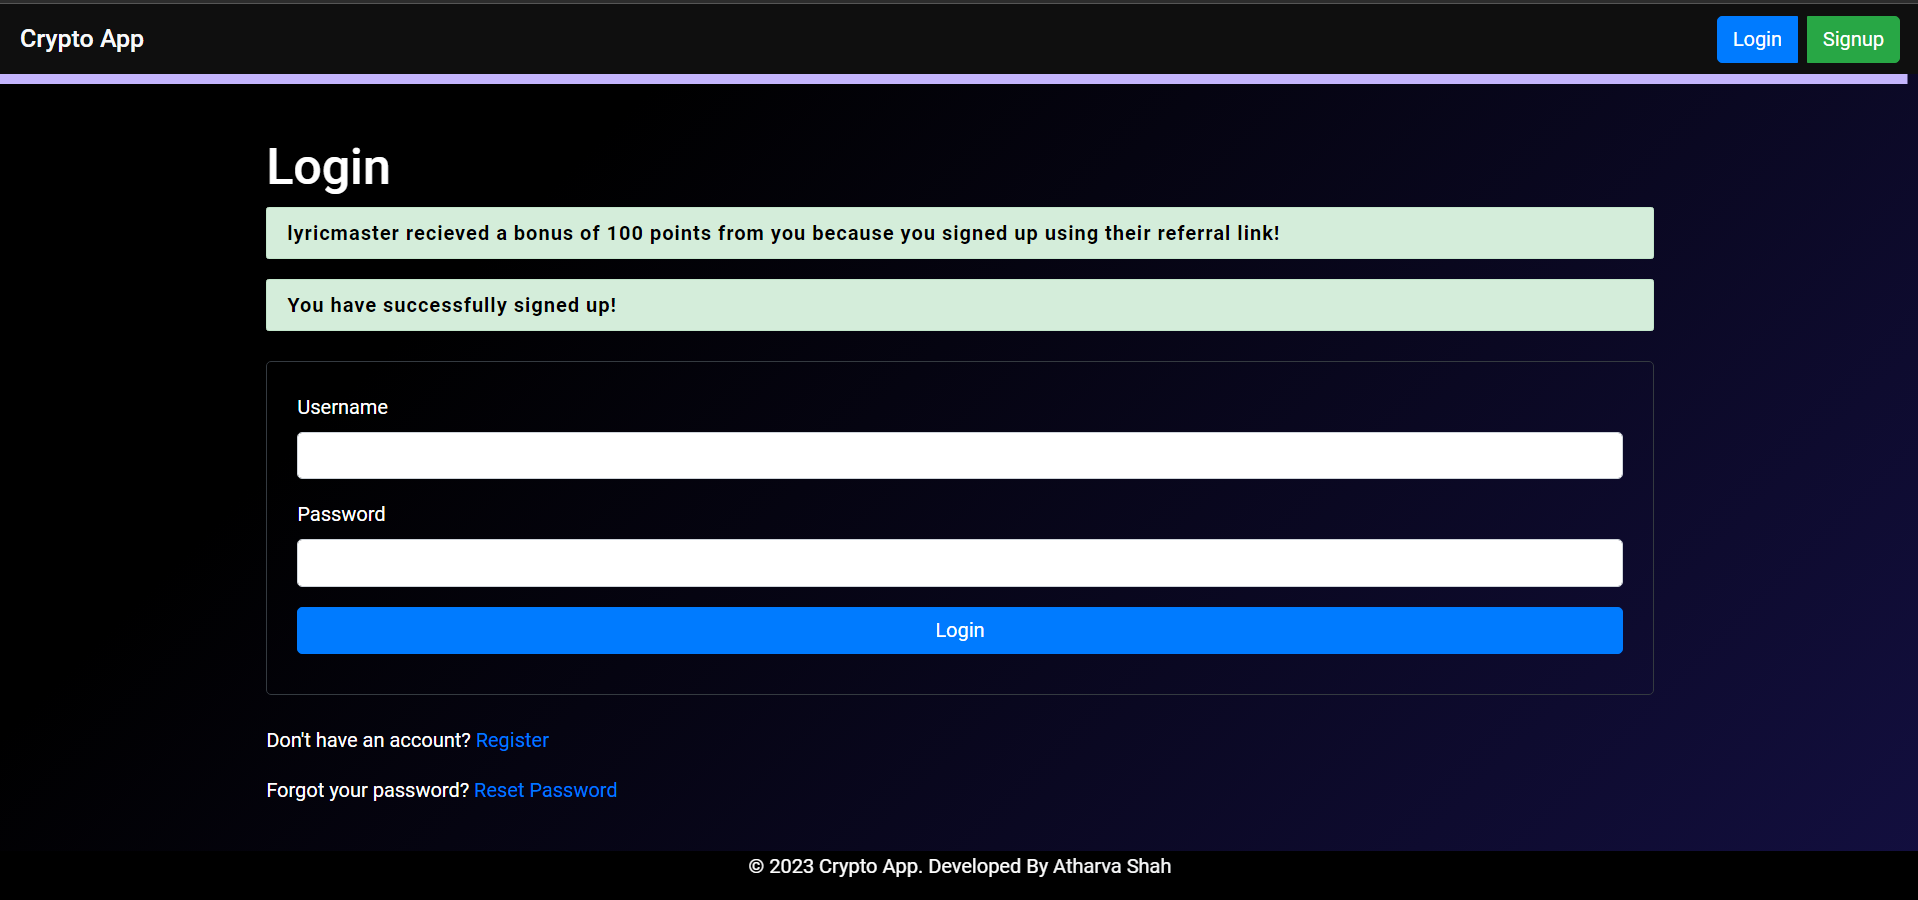 Crypto App
Login
Signup
Login
lyricmaster recieved a bonus of 100 points from you because you signed up using their referral link!
You have successfully signed up!
Username
Password
Login
Don't have an account? Register
Forgot your password? Reset Password
© 2023 Crypto App. Developed By Atharva Shah